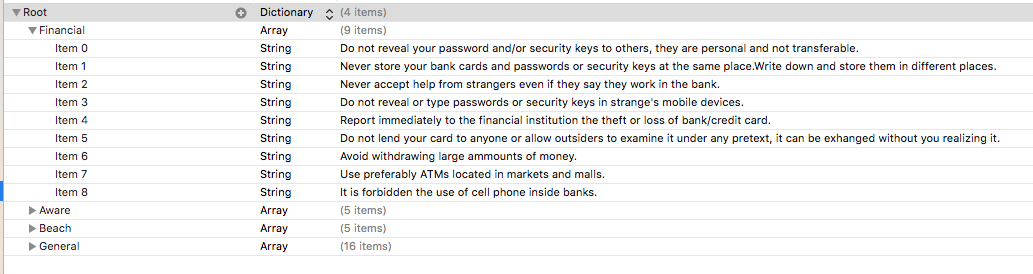 Root Dictionary (4 items)
Financial Array (9 items)
Item 0 String Do not reveal your password and/or security keys to others, they are personal and not transferable.
Item 1 String Never store your bank cards and passwords or security keys at the same place.Write down and store them in different places.
Item 2 String Never accept help from strangers even if they say they work in the bank.
Item 3 String Do not reveal or type passwords or security keys in strange's mobile devices.
Item 4 String Report immediately to the financial institution the theft or loss of bank/credit card.
Item 5 String Do not lend your card to anyone or allow outsiders to examine it under any pretext, it can be exhanged without you realizing it.
Item 6 String Avoid withdrawing large ammounts of money.
Item 7 String Use preferably ATMs located in markets and malls.
Item 8 String It is forbidden the use of cell phone inside banks.
Aware Array (5 items)
Beach Array (5 items)
General Array (16 items)